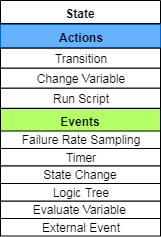 State
Actions
Transition
Change Variable
Run Script
Events
Failure Rate Sampling
Timer
State Change
Logic Tree
Evaluate Variable
External Event